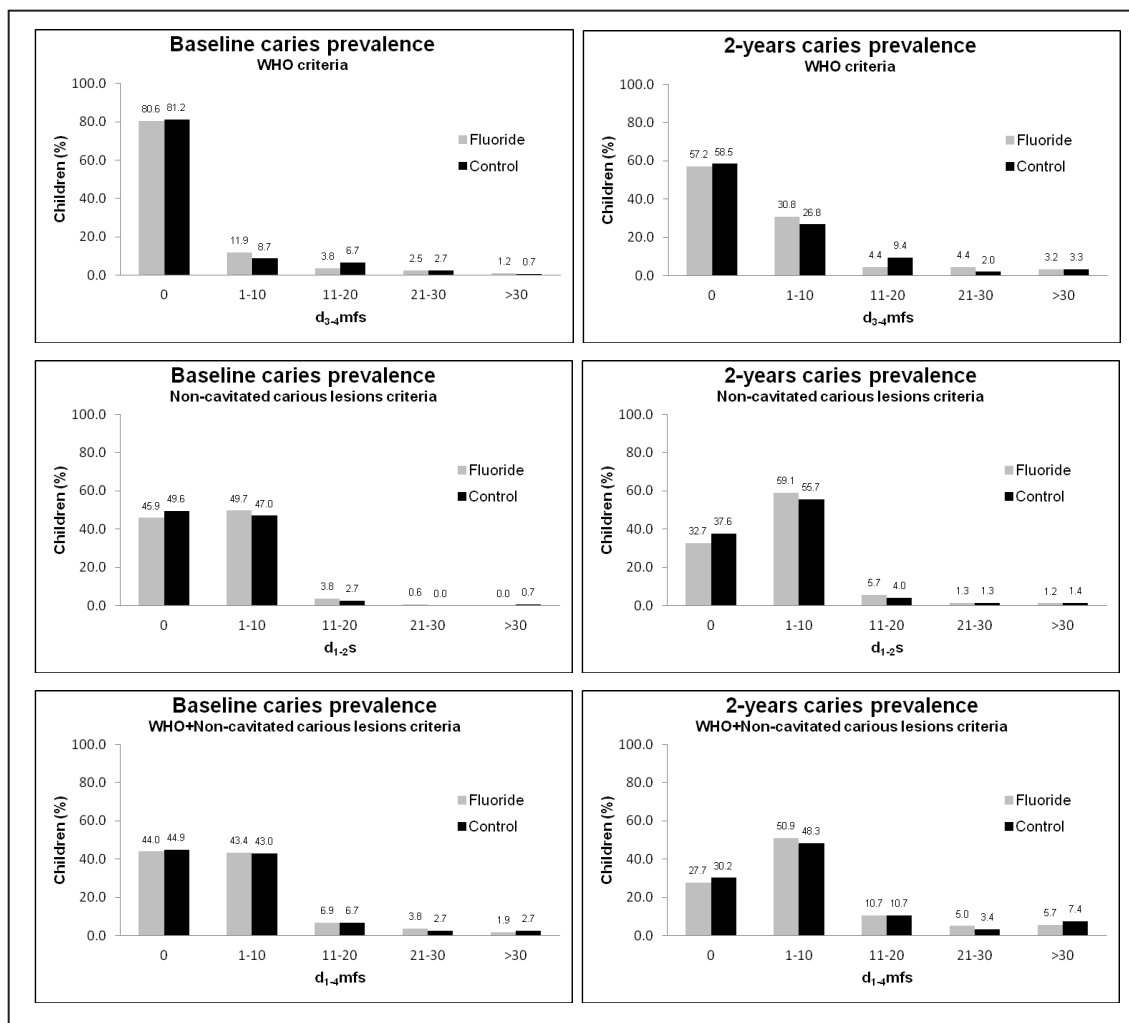 Baseline caries prevalence
WHO criteria
100.0
80.0
60.0
40.0
20.0
0.0
Children (%)
80.6 81.2
11.9 8.7
3.8 6.7
2.5 2.7
1.2 0.7
Fluoride
Control
0 1-10 11-20 21-30 >30
d3-4mfs
2-years caries prevalence
WHO criteria
100.0
80.0
60.0
40.0
20.0
0.0
Children (%)
57.2 58.5
30.8 26.8
4.4 9.4
4.4 2.0
3.2 3.3
Fluoride
Control
0 1-10 11-20 21-30 >30
d3-4mfs
Baseline caries prevalence
Non-cavitated carious lesions criteria
100.0
80.0
60.0
40.0
20.0
0.0
Children (%)
45.9 49.6
49.7 47.0
3.8 2.7
0.6 0.0
0.0 0.7
Fluoride
Control
0 1-10 11-20 21-30 >30
d1-2s
2-years caries prevalence
Non-cavitated carious lesions criteria
100.0
80.0
60.0
40.0
20.0
0.0
Children (%)
32.7 37.6
59.1 55.7
5.7 4.0
1.3 1.3
1.2 1.4
Fluoride
Control
0 1-10 11-20 21-30 >30
d1-2s
Baseline caries prevalence
WHO+Non-cavitated carious lesions criteria
100.0
80.0
60.0
40.0
20.0
0.0
Children (%)
44.0 44.9
43.4 43.0
6.9 6.7
3.8 2.7
1.9 2.7
Fluoride
Control
0 1-10 11-20 21-30 >30
d1-4mfs
2-years caries prevalence
WHO+Non-cavitated carious lesions criteria
100.0
80.0
60.0
40.0
20.0
0.0
Children (%)
27.7 30.2
50.9 48.3
10.7 10.7
5.0 3.4
5.7 7.4
Fluoride
Control
0 1-10 11-20 21-30 >30
d1-4mfs